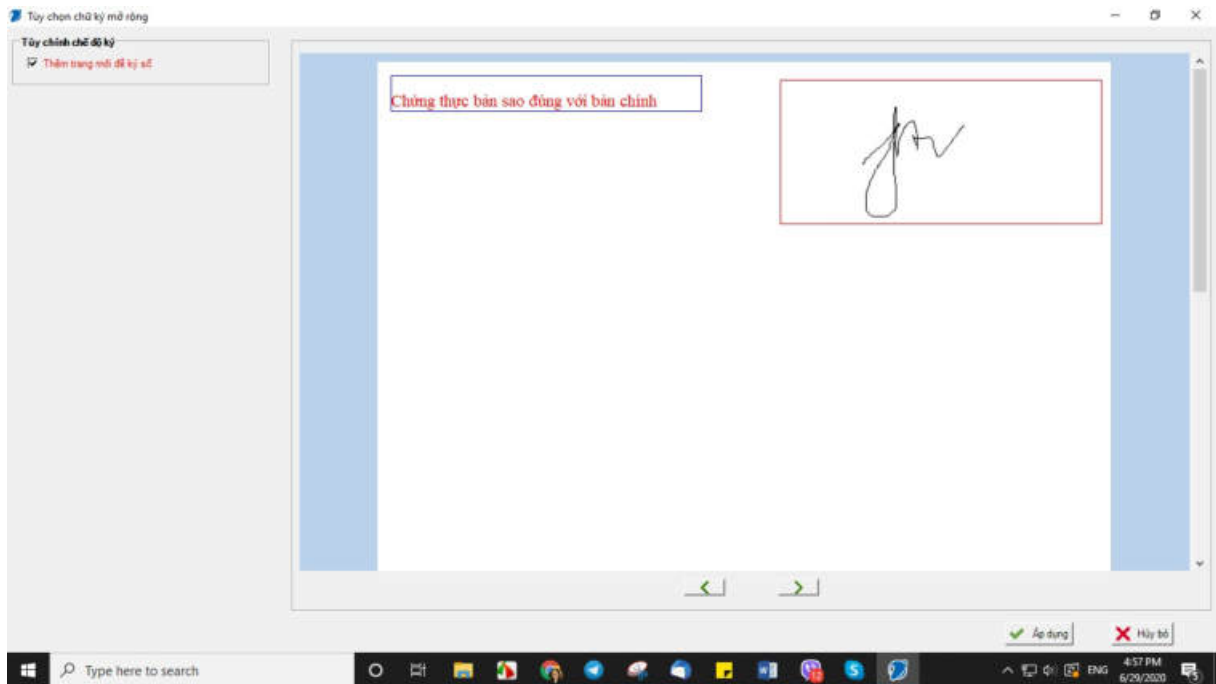 Tùy chọn chữ ký mở rộng
Tùy chỉnh chế độ ký
Thêm trang mới để ký số
Chứng thực bản sao đúng với bản chính
Áp dụng
Hủy bỏ
Type here to search
ENG
4:57 PM
6/29/2020